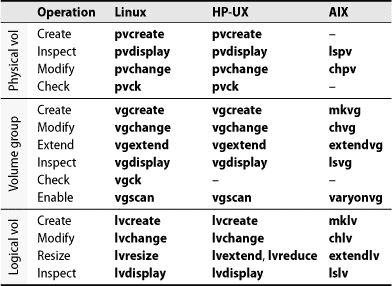 Operation Linux HP-UX AIX
Physical vol
Create pvcreate pvcreate –
Inspect pvdisplay pvdisplay lspv
Modify pvchange pvchange chpv
Check pvck pvck –
Volume group
Create vgcreate vgcreate mkvg
Modify vgchange vgchange chvg
Extend vgextend vgextend extendvg
Inspect vgdisplay vgdisplay lsvg
Check vgck – –
Enable vgscan vgscan varyonvg
Logical vol
Create lvcreate lvcreate mklv
Modify lvchange lvchange chlv
Resize lvresize lvextend, lvreduce extendlv
Inspect lvdisplay lvdisplay lslv